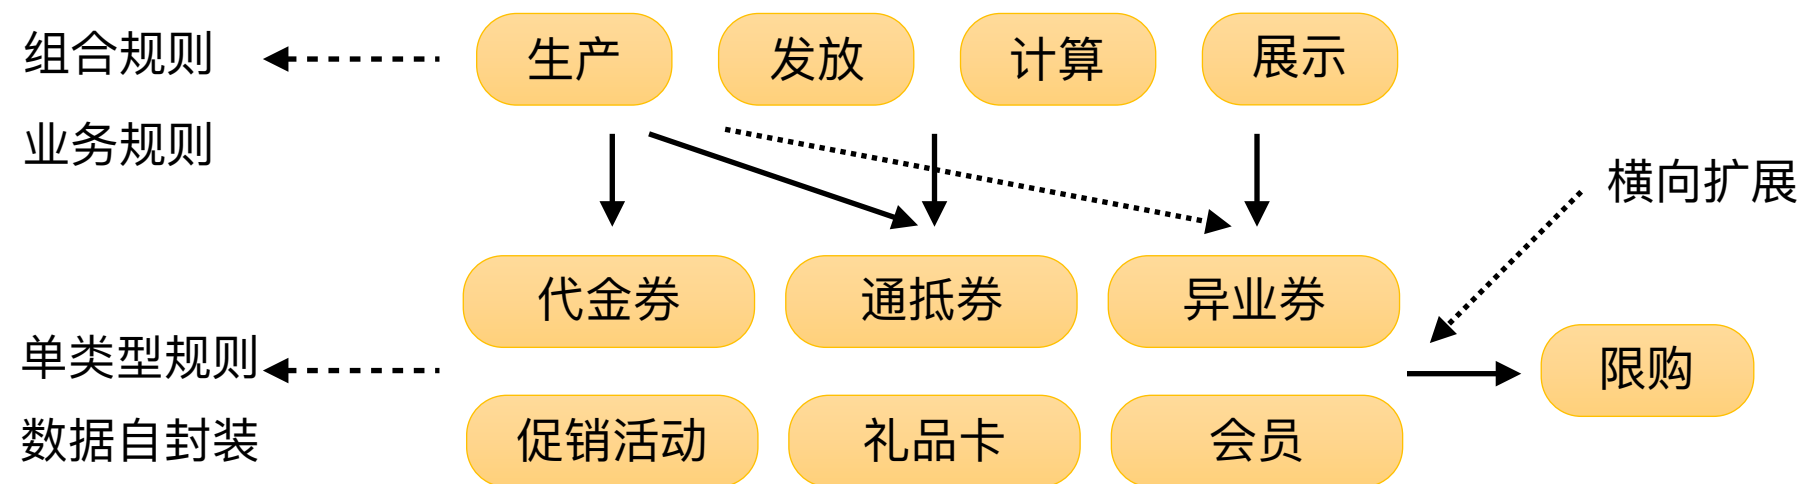 组合规则
生产
发放
计算
展示
业务规则
横向扩展
代金券
通抵券
异业券
单类型规则
限购
数据自封装
促销活动
礼品卡
会员